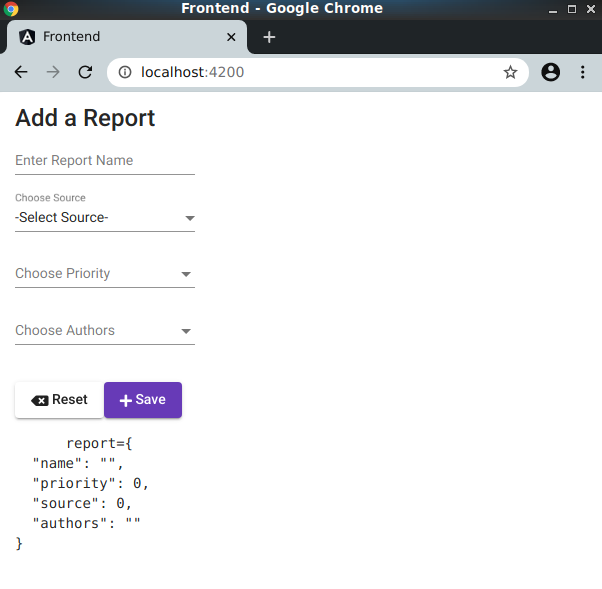 Frontend - Google Chrome
Frontend
localhost:4200
Add a Report
Enter Report Name
Choose Source
-Select Source-
Choose Priority
Choose Authors
Reset
Save
report={
"name": "",
"priority": 0,
"source": 0,
"authors": ""
}